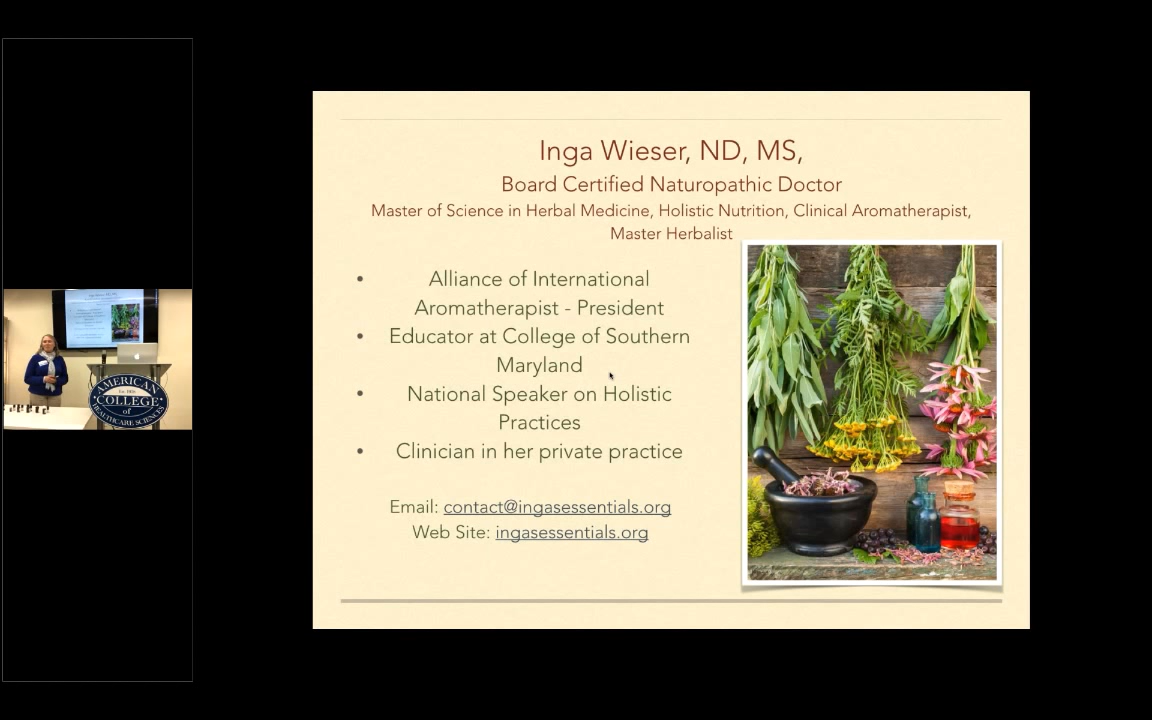 Inga Wieser, ND, MS,
Board Certified Naturopathic Doctor
Master of Science in Herbal Medicine, Holistic Nutrition, Clinical Aromatherapist,
Master Herbalist
• Alliance of International
Aromatherapist - President
• Educator at College of Southern
Maryland
• National Speaker on Holistic
Practices
• Clinician in her private practice
Email: contact@ingasessentials.org
Web Site: ingasessentials.org
AMERICAN
COLLEGE
of
HEALTHCARE SCIENCES